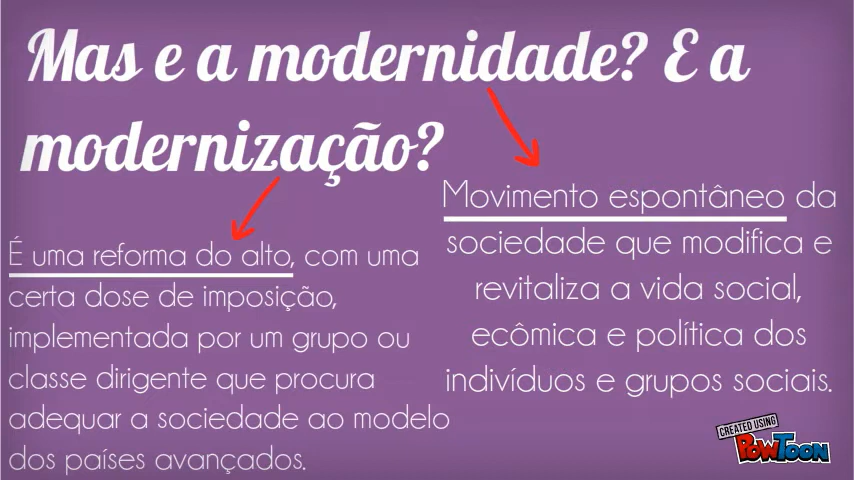 Mas e a modernidade? E a
modernização?
É uma reforma do alto, com uma
certa dose de imposição,
implementada por um grupo ou
classe dirigente que procura
adequar a sociedade ao modelo
dos países avançados.
Movimento espontâneo da
sociedade que modifica e
revitaliza a vida social,
ecômica e política dos
indivíduos e grupos sociais.
CREATED USING
POWTOON